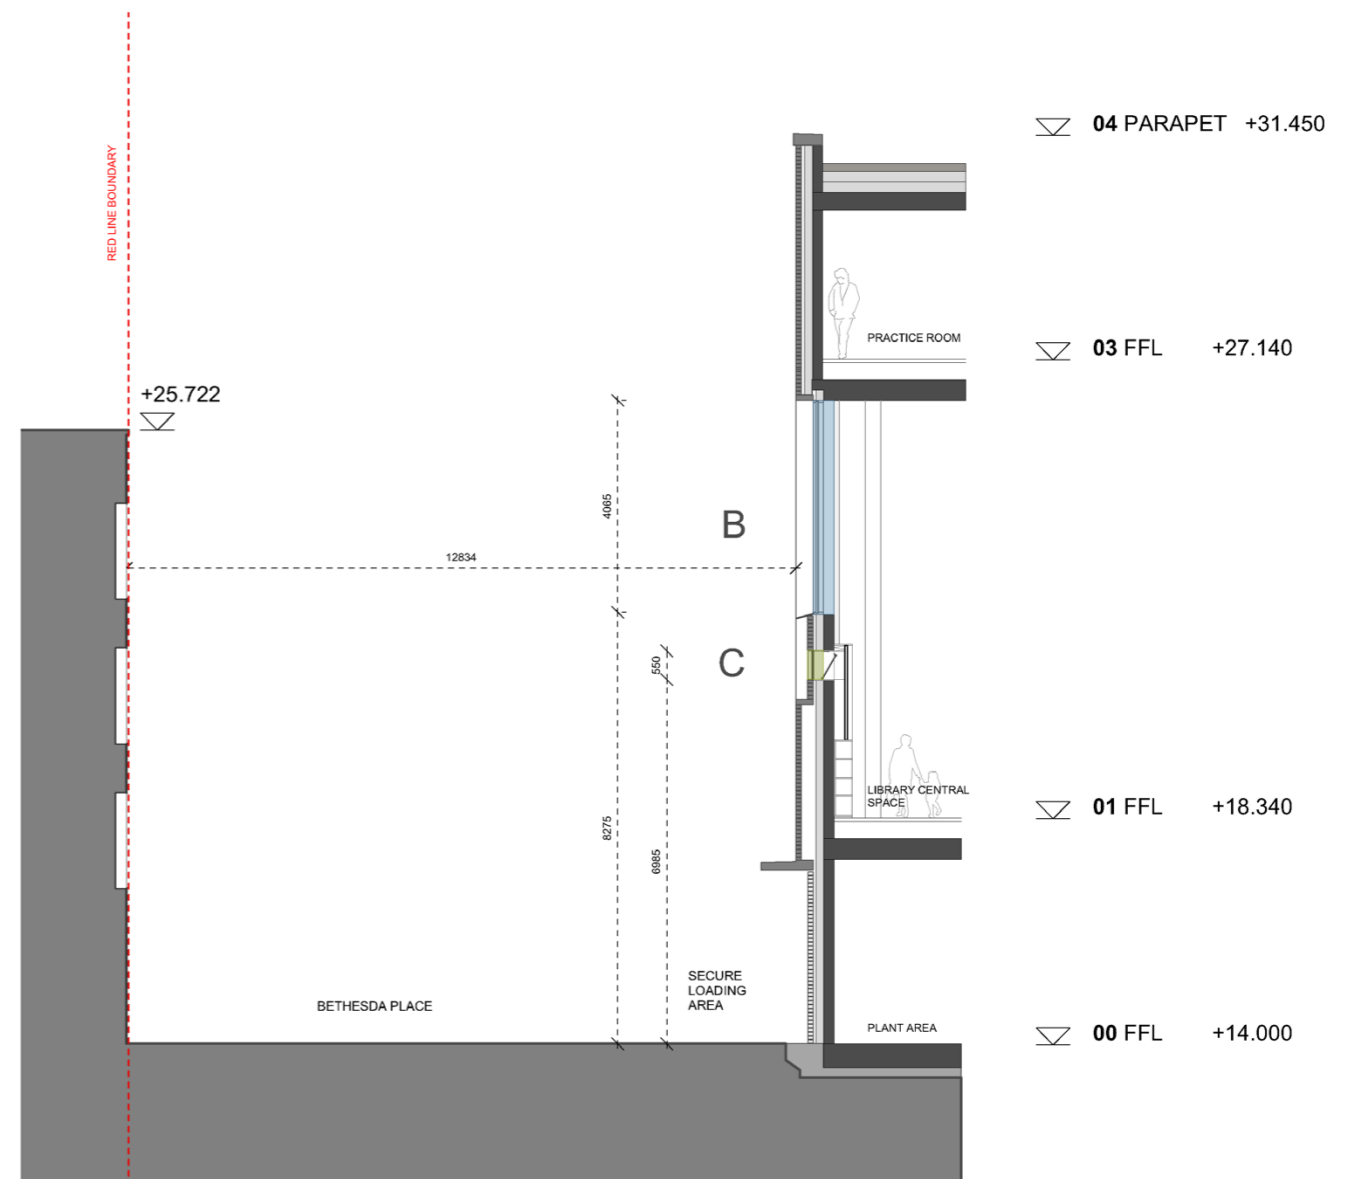 04 PARAPET +31.450
RED LINE BOUNDARY
PRACTICE ROOM
03 FFL +27.140
+25.722
4065
B
12834
C
550
LIBRARY CENTRAL
SPACE
01 FFL +18.340
8275
6985
SECURE
LOADING
AREA
BETHESDA PLACE
PLANT AREA
00 FFL +14.000